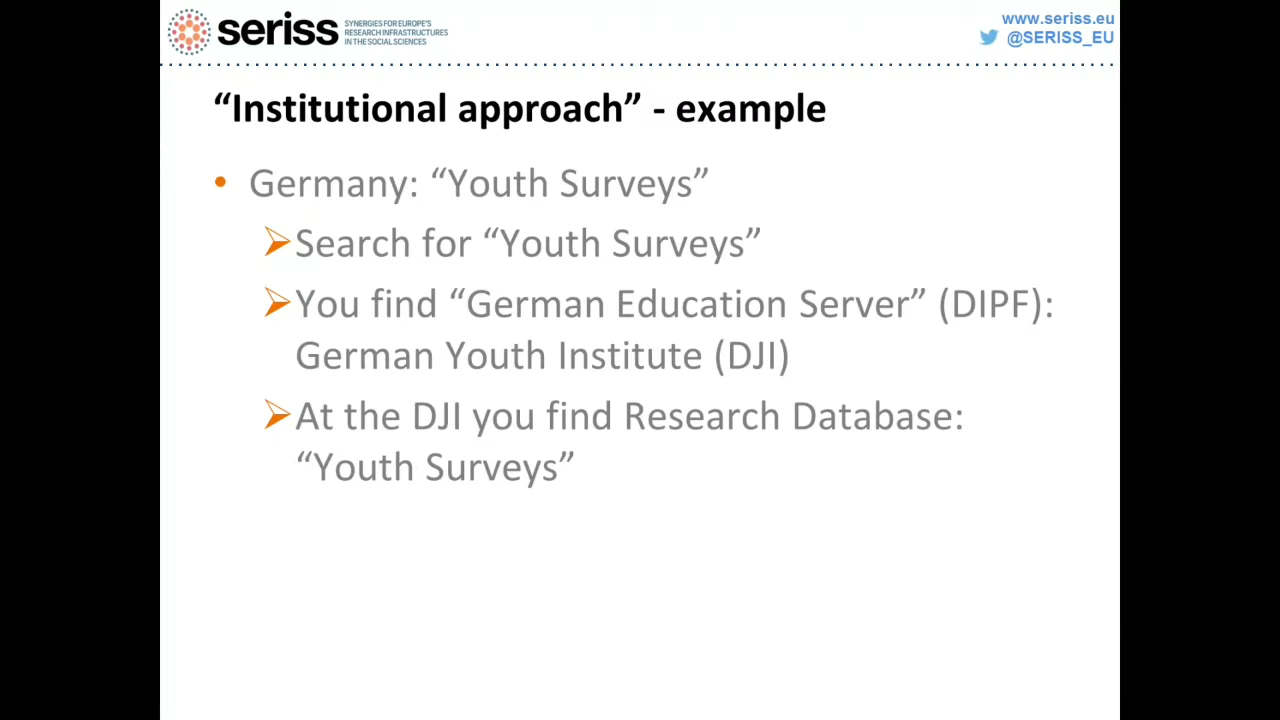 seriss
SYNERGIES FOR EUROPE'S
RESEARCH INFRASTRUCTURES
IN THE SOCIAL SCIENCES
www.seriss.eu
@SERISS_EU
“Institutional approach” - example
• Germany: “Youth Surveys”
➢Search for “Youth Surveys”
➢You find “German Education Server” (DIPF):
German Youth Institute (DJI)
➢At the DJI you find Research Database:
“Youth Surveys”